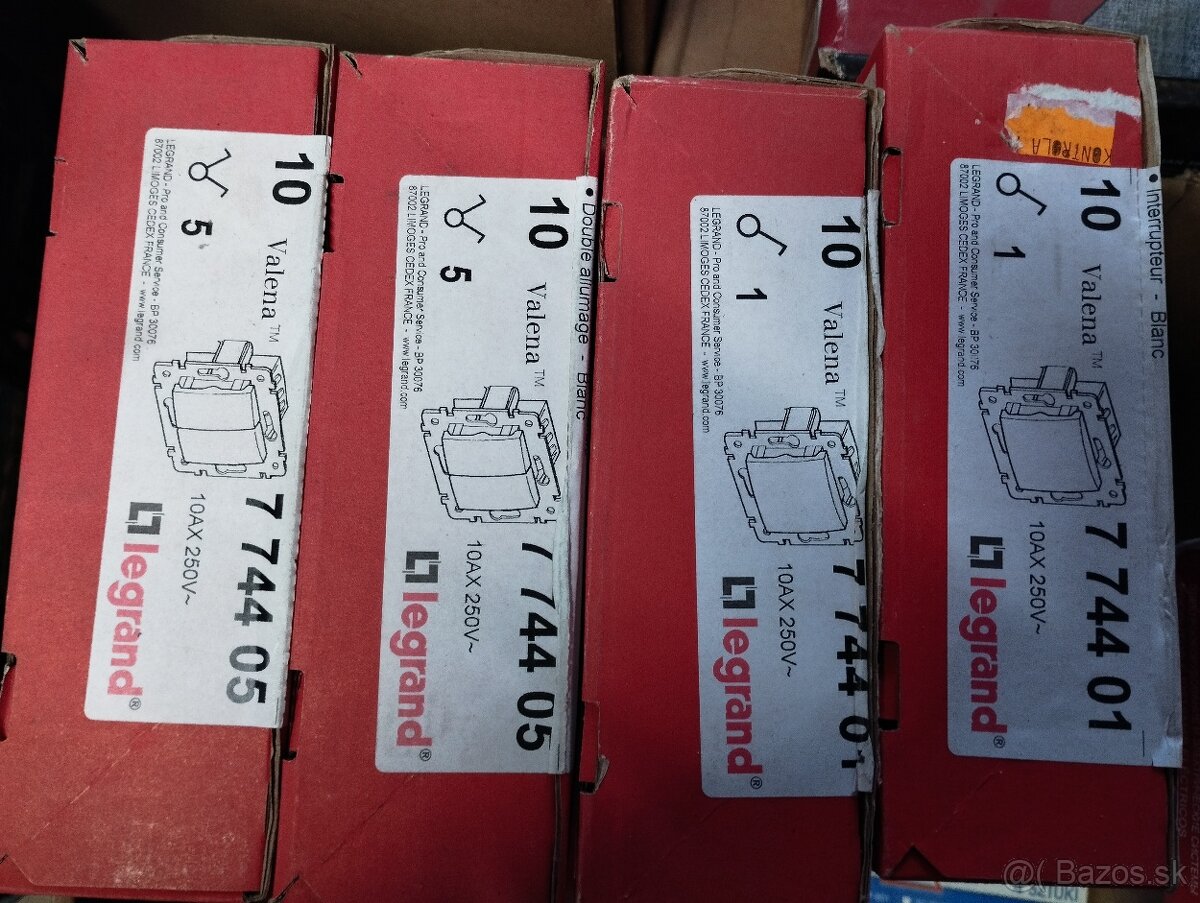 10
Valena™
7 744 05
5
10AX 250V~
LEGRAND - Pro and Consumer Service - BP 30076
87002 LIMOGES CEDEX FRANCE - www.legrand.com
legrand®
• Double allumage - Blanc
10
Valena™
7 744 05
5
10AX 250V~
LEGRAND - Pro and Consumer Service - BP 30076
87002 LIMOGES CEDEX FRANCE - www.legrand.com
legrand®
10
Valena™
7 744 01
1
10AX 250V~
LEGRAND - Pro and Consumer Service - BP 30076
87002 LIMOGES CEDEX FRANCE - www.legrand.com
legrand®
KONTROLA
• Interrupteur - Blanc
10
Valena™
7 744 01
1
10AX 250V~
LEGRAND - Pro and Consumer Service - BP 30076
87002 LIMOGES CEDEX FRANCE - www.legrand.com
legrand®
Bazos.sk